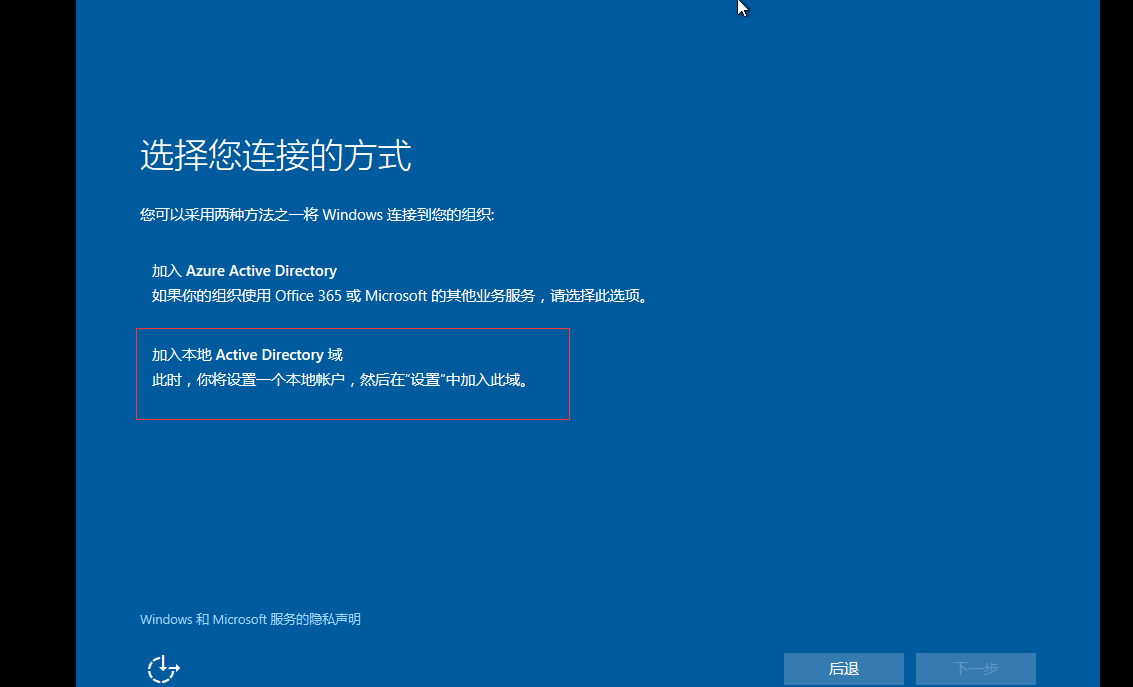 选择您连接的方式
您可以采用两种方法之一将 Windows 连接到您的组织:
加入 Azure Active Directory
如果你的组织使用 Office 365 或 Microsoft 的其他业务服务，请选择此选项。
加入本地 Active Directory 域
此时，你将设置一个本地帐户，然后在"设置"中加入此域。
Windows 和 Microsoft 服务的隐私声明
后退
下一步